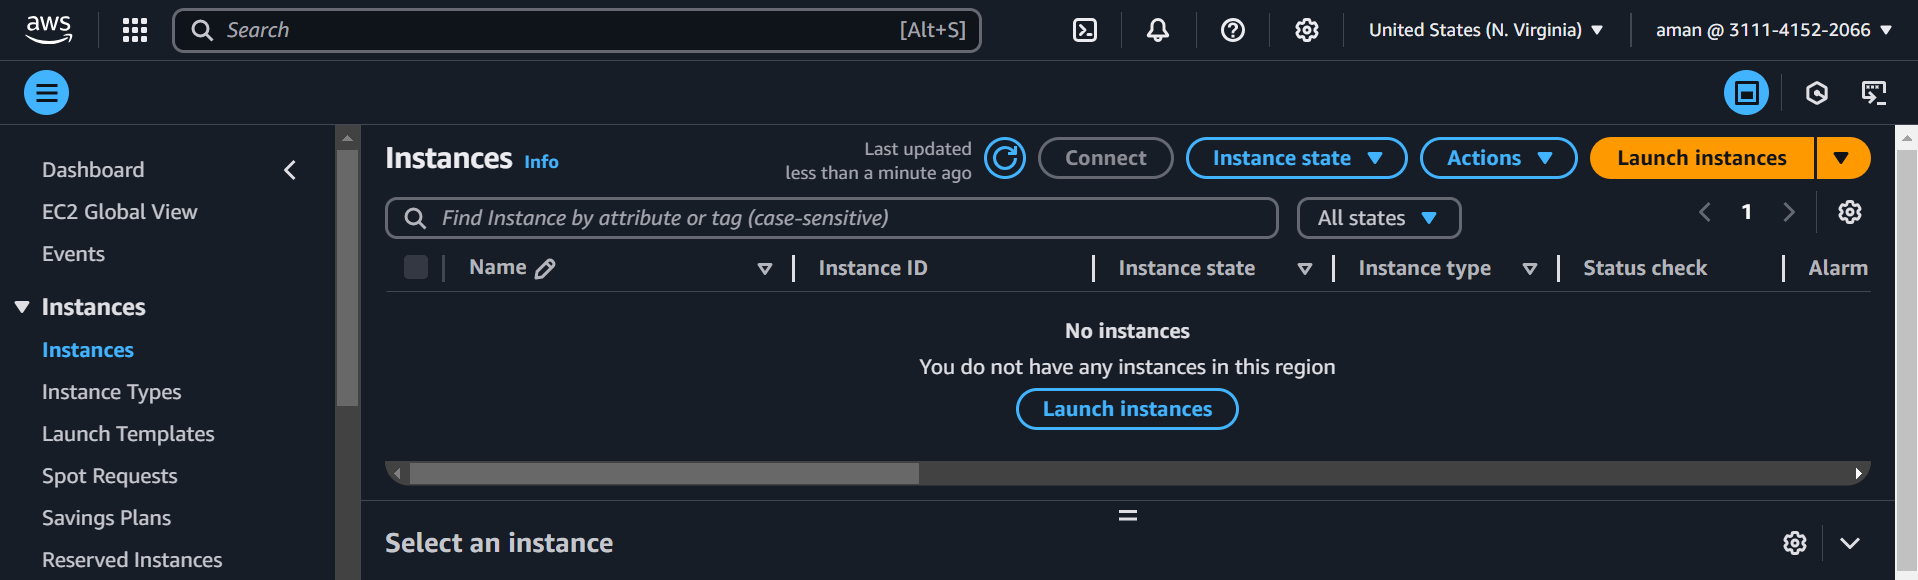 aws
Search [Alt+S]
United States (N. Virginia)
aman @ 3111-4152-2066
Dashboard
EC2 Global View
Events
Instances
Instances
Instance Types
Launch Templates
Spot Requests
Savings Plans
Reserved Instances
Instances Info
Last updated
less than a minute ago
Connect
Instance state
Actions
Launch instances
Find Instance by attribute or tag (case-sensitive)
All states
1
Name Instance ID Instance state Instance type Status check Alarm
No instances
You do not have any instances in this region
Launch instances
Select an instance